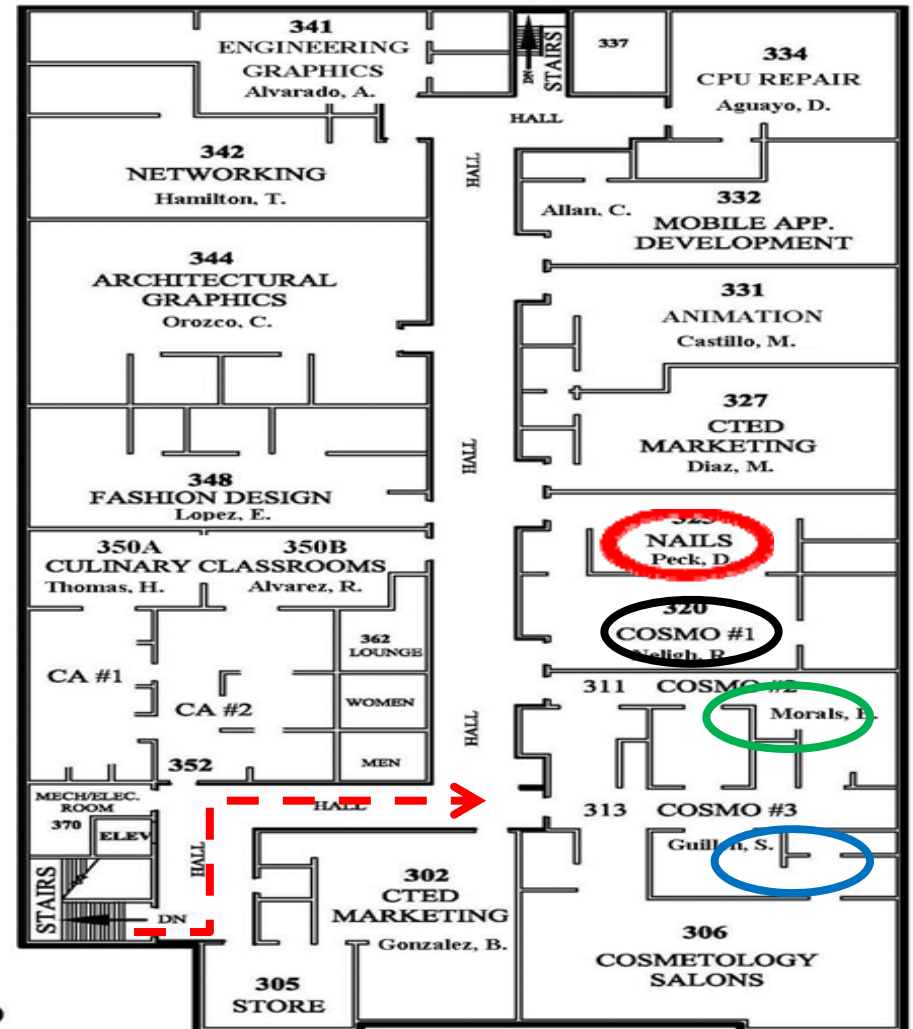 341
ENGINEERING
GRAPHICS
Alvarado, A.
DN
STAIRS
337
334
CPU REPAIR
Aguayo, D.
HALL
HALL
342
NETWORKING
Hamilton, T.
Allan, C.
332
MOBILE APP.
DEVELOPMENT
344
ARCHITECTURAL
GRAPHICS
Orozco, C.
331
ANIMATION
Castillo, M.
327
CTED
MARKETING
Diaz, M.
HALL
348
FASHION DESIGN
Lopez, E.
NAILS
Peck, D
350A 350B
CULINARY CLASSROOMS
Thomas, H. Alvarez, R.
320
COSMO #1
Neligh, R.
362
LOUNGE
CA #1
CA #2
WOMEN
MEN
352
HALL
311 COSMO #2
Morals,
MECH/ELEC.
ROOM
370
ELEV
HALL
HALL
313 COSMO #3
Guillen, S.
STAIRS
DN
302
CTED
MARKETING
Gonzalez, B.
306
COSMETOLOGY
SALONS
305
STORE